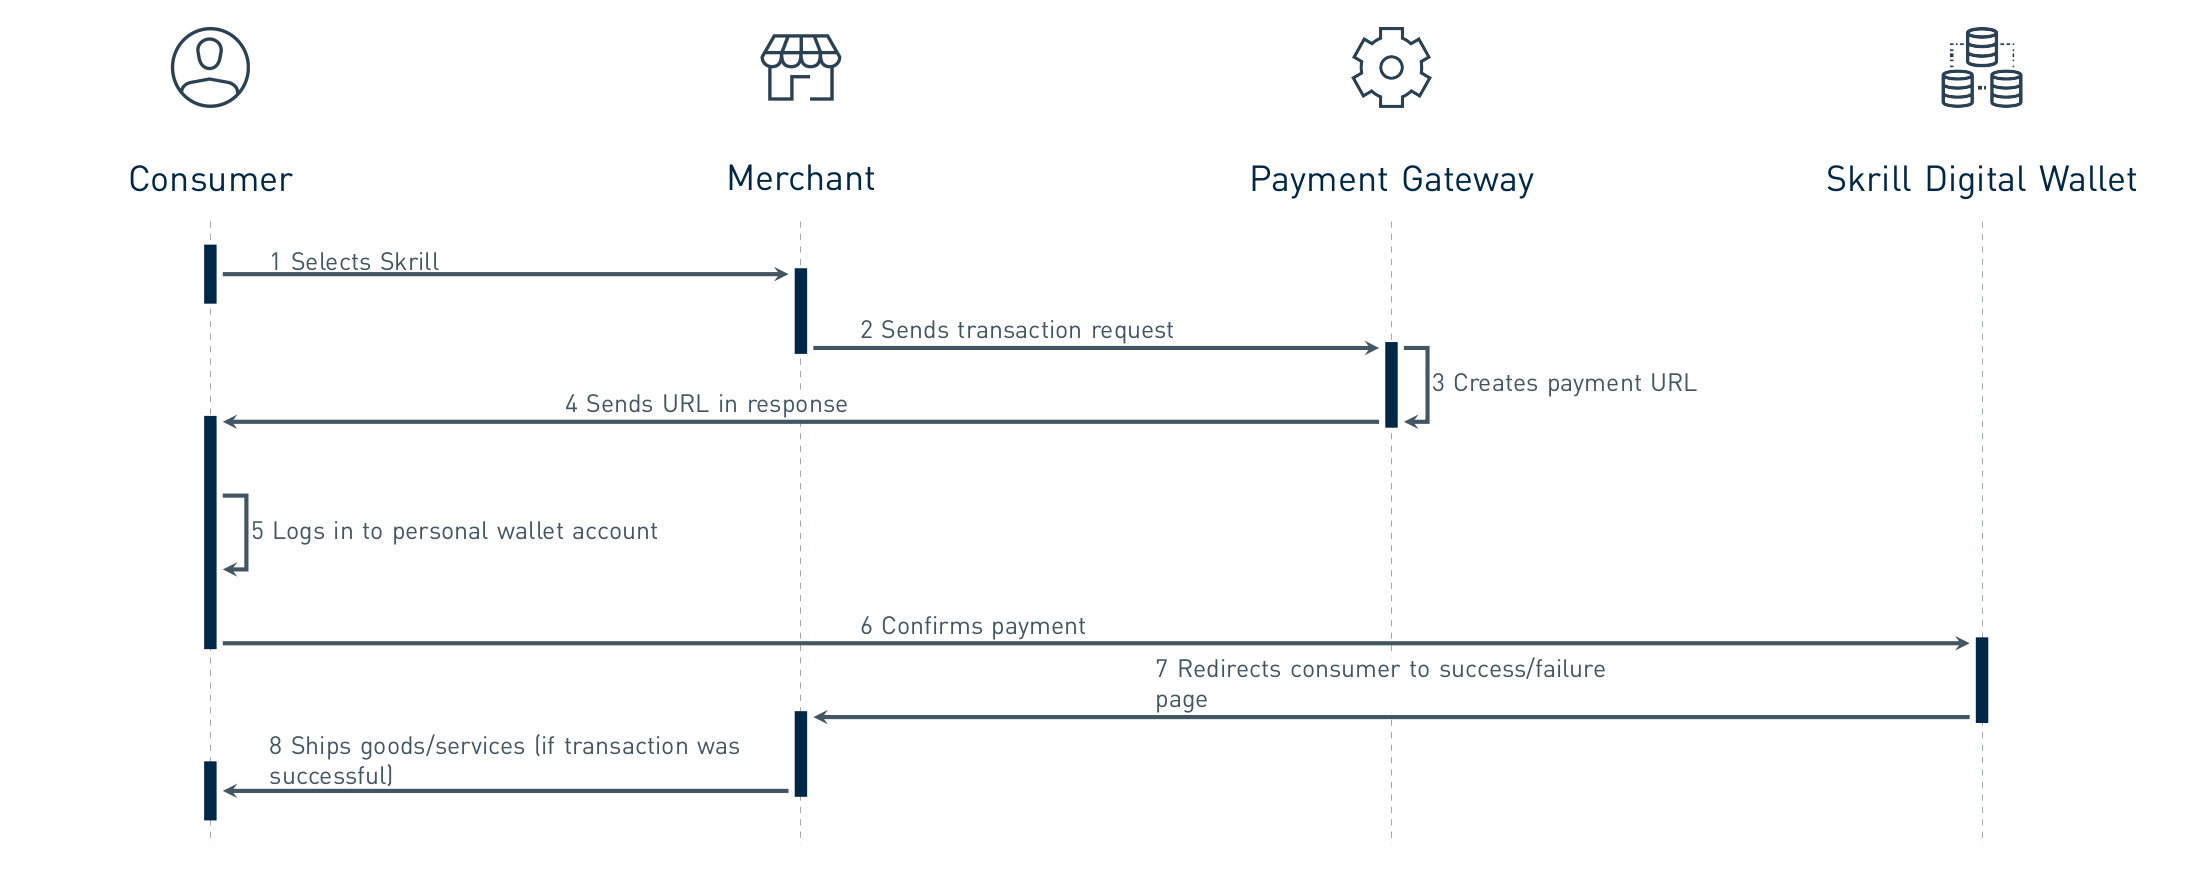 Consumer
Merchant
Payment Gateway
Skrill Digital Wallet
1 Selects Skrill
2 Sends transaction request
3 Creates payment URL
4 Sends URL in response
5 Logs in to personal wallet account
6 Confirms payment
7 Redirects consumer to success/failure
page
8 Ships goods/services (if transaction was
successful)